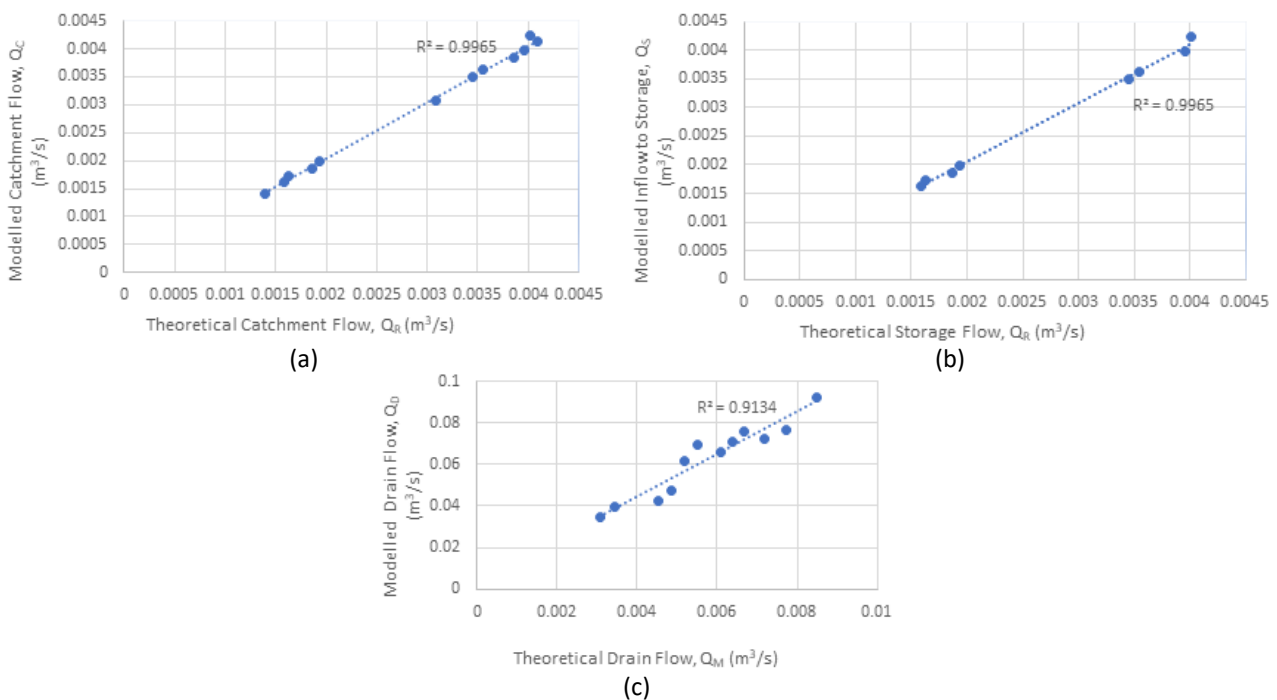 0.0045
0.004
0.0035
0.003
0.0025
0.002
0.0015
0.001
0.0005
0
Modelled Catchment Flow, Q_C
(m³/s)
R² = 0.9965
0 0.0005 0.001 0.0015 0.002 0.0025 0.003 0.0035 0.004 0.0045
Theoretical Catchment Flow, Q_R (m³/s)
(a)
0.0045
0.004
0.0035
0.003
0.0025
0.002
0.0015
0.001
0.0005
0
Modelled Inflow to Storage, Q_S
(m³/s)
R² = 0.9965
0 0.0005 0.001 0.0015 0.002 0.0025 0.003 0.0035 0.004 0.0045
Theoretical Storage Flow, Q_R (m³/s)
(b)
0.1
0.08
0.06
0.04
0.02
0
Modelled Drain Flow, Q_D
(m³/s)
R² = 0.9134
0 0.002 0.004 0.006 0.008 0.01
Theoretical Drain Flow, Q_M (m³/s)
(c)